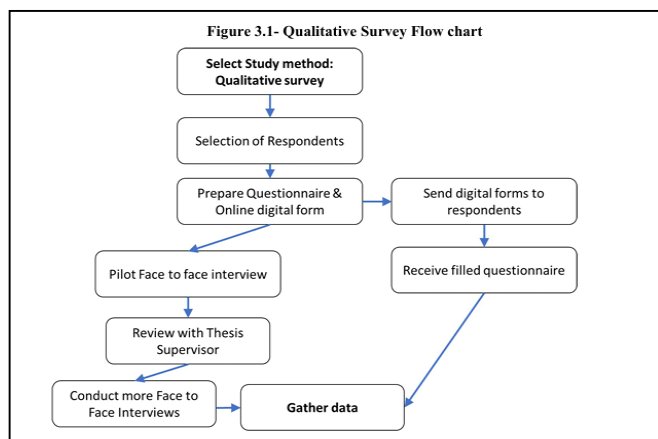 Figure 3.1- Qualitative Survey Flow chart
Select Study method:
Qualitative survey
Selection of Respondents
Prepare Questionnaire &
Online digital form
Send digital forms to
respondents
Pilot Face to face interview
Receive filled questionnaire
Review with Thesis
Supervisor
Conduct more Face to
Face Interviews
Gather data